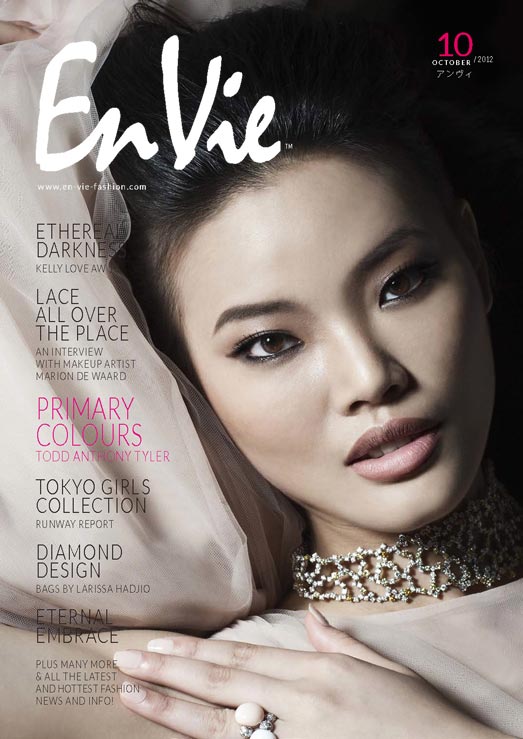 En Vie
TM
www.en-vie-fashion.com
10
OCTOBER / 2012
アンヴィ
ETHEREAL
DARKNESS
KELLY LOVE AW
LACE
ALL OVER
THE PLACE
AN INTERVIEW
WITH MAKEUP ARTIST
MARION DE WAARD
PRIMARY
COLOURS
TODD ANTHONY TYLER
TOKYO GIRLS
COLLECTION
RUNWAY REPORT
DIAMOND
DESIGN
BAGS BY LARISSA HADJIO
ETERNAL
EMBRACE
PLUS MANY MORE
& ALL THE LATEST
AND HOTTEST FASHION
NEWS AND INFO!